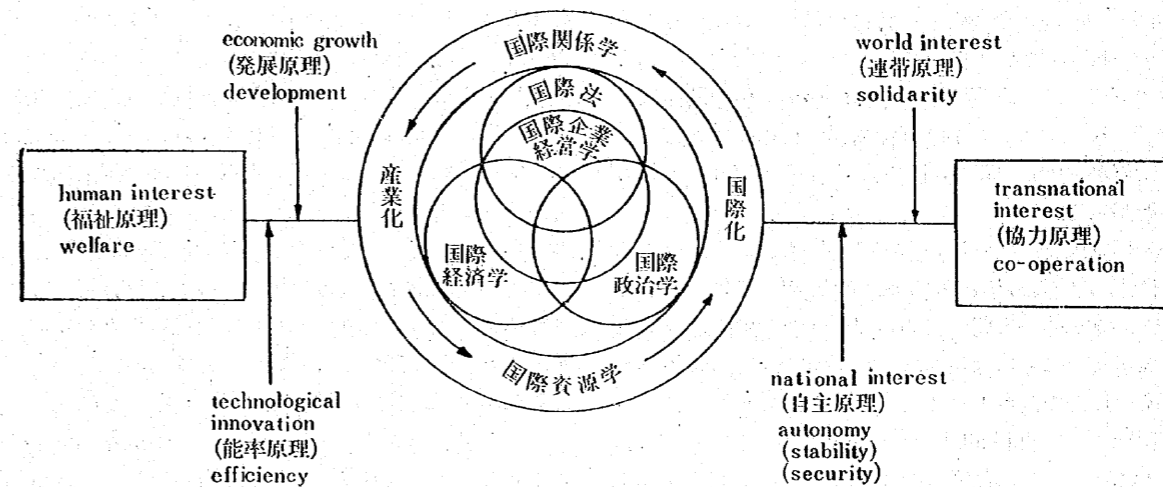 economic growth
(発展原理)
development
human interest
(福祉原理)
welfare
technological
innovation
(能率原理)
efficiency
国際関係学
国際法
国際企業
経営学
産業化
国際化
国際
経済学
国際
政治学
国際資源学
world interest
(連帯原理)
solidarity
transnational
interest
(協力原理)
co-operation
national interest
(自主原理)
autonomy
(stability)
(security)